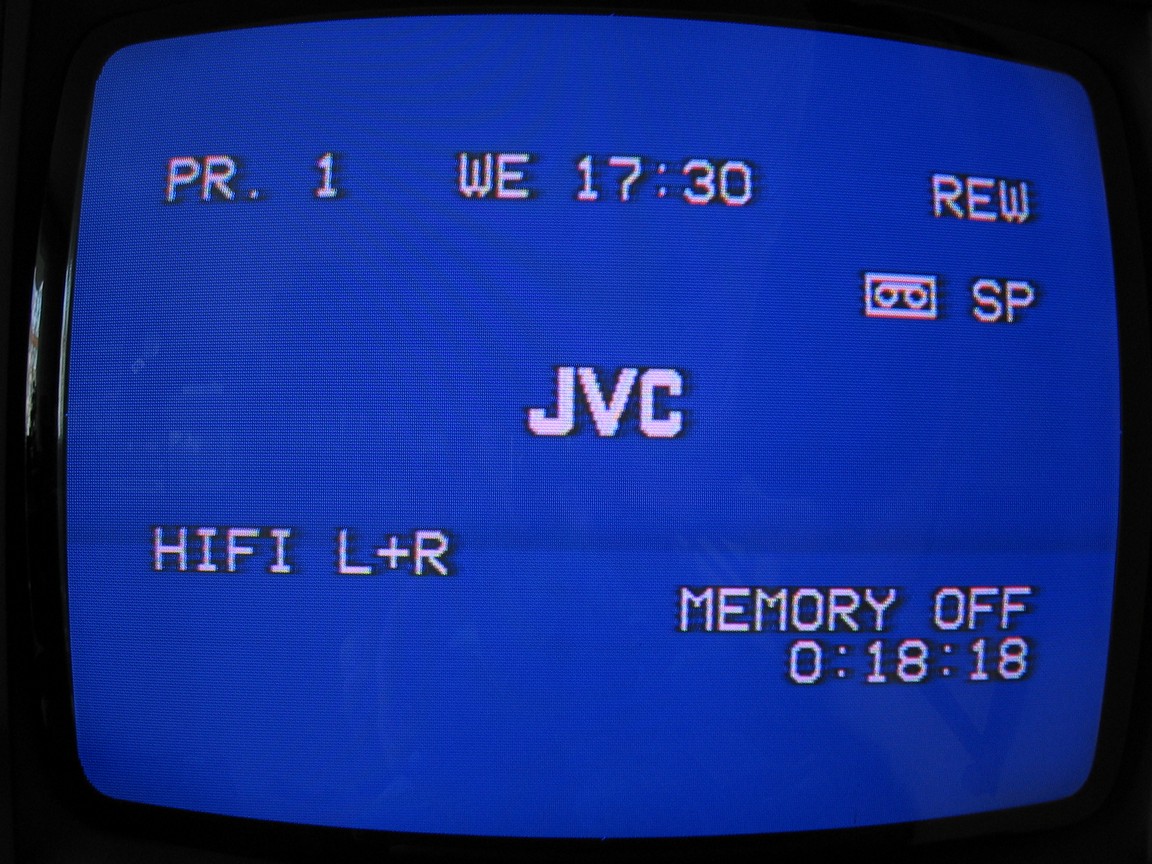 PR. 1 WE 17:30 REW
SP
JVC
HIFI L+R
MEMORY OFF
0:18:18